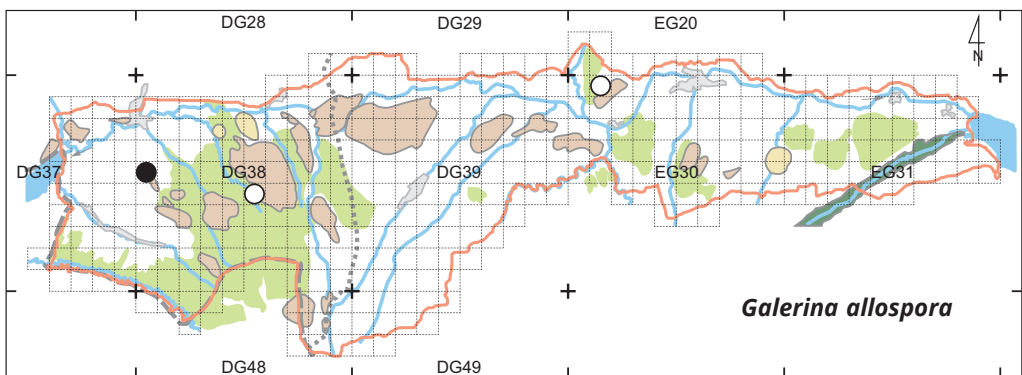 DG28 DG29 EG20
N
DG37 DG38 DG39 EG30 EG31
Galerina allospora
DG48 DG49